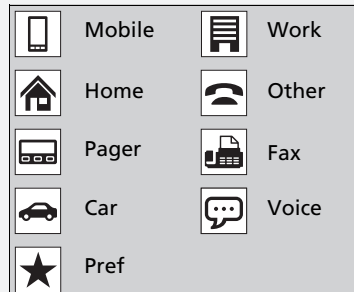 Mobile Work
Home Other
Pager Fax
Car Voice
Pref